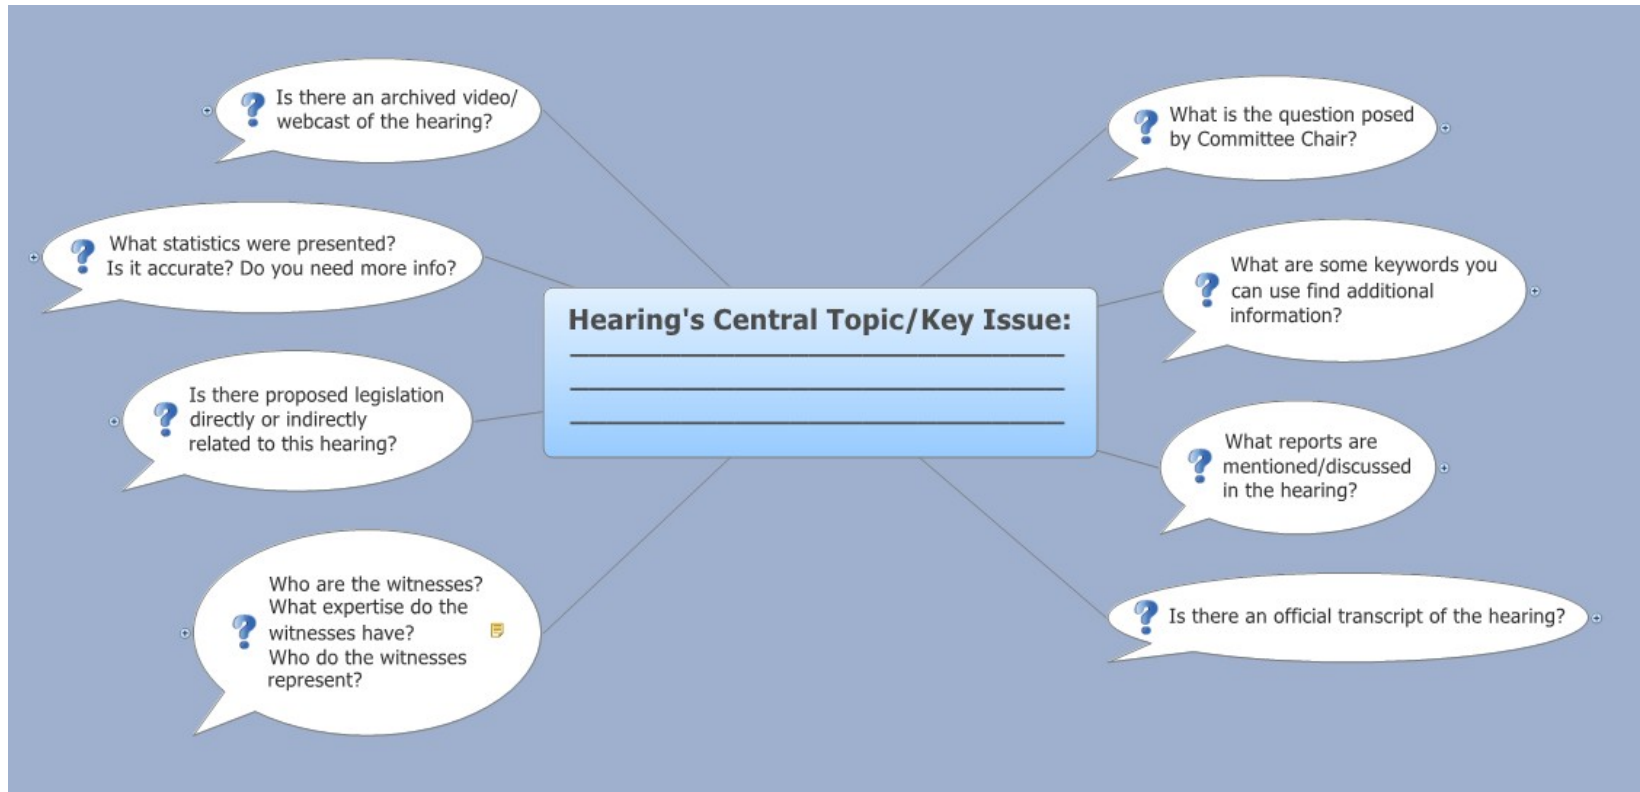 Is there an archived video/
webcast of the hearing?
What statistics were presented?
Is it accurate? Do you need more info?
Is there proposed legislation
directly or indirectly
related to this hearing?
Who are the witnesses?
What expertise do the
witnesses have?
Who do the witnesses
represent?
Hearing's Central Topic/Key Issue:
What is the question posed
by Committee Chair?
What are some keywords you
can use find additional
information?
What reports are
mentioned/discussed
in the hearing?
Is there an official transcript of the hearing?